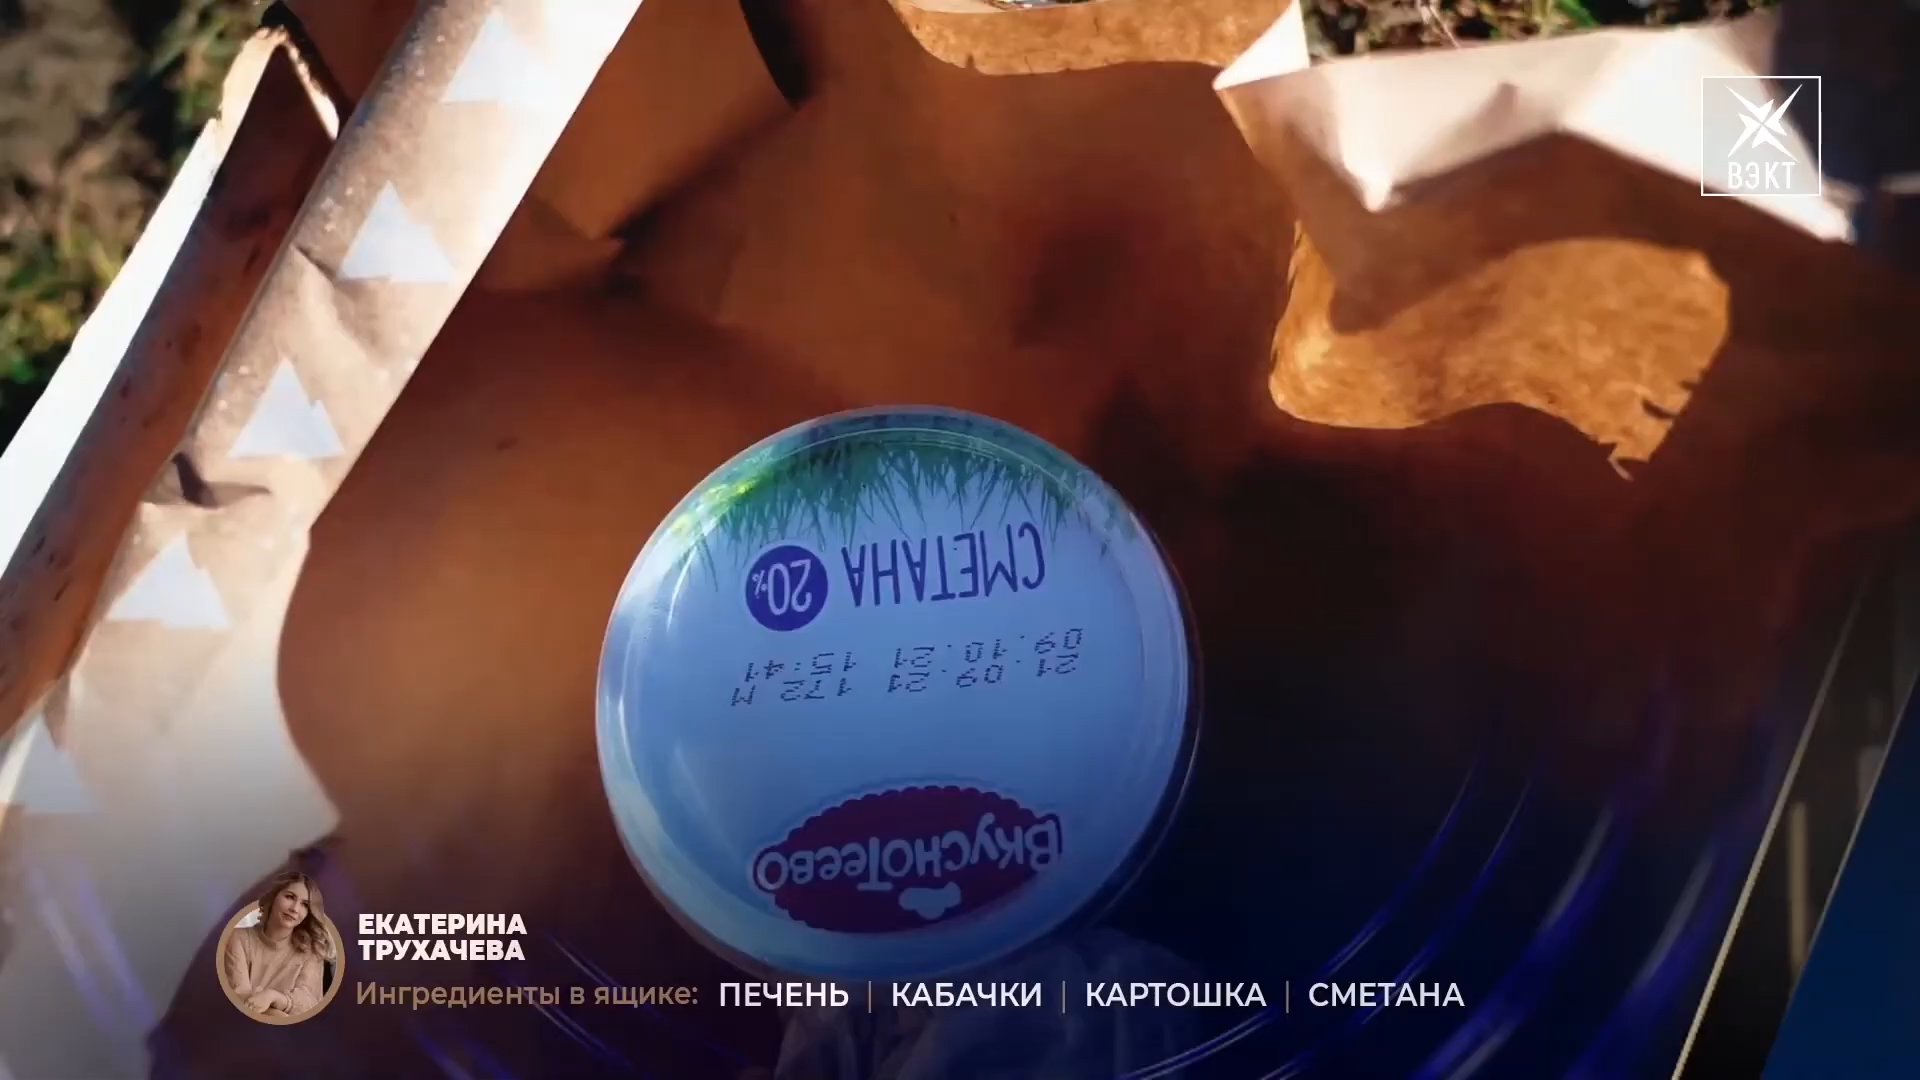 ВЭКТ
СМЕТАНА 20%
09.10.21 15:41
21 09 21 172 М
ВКУСНОТЕЕВО
ЕКАТЕРИНА
ТРУХАЧЕВА
Ингредиенты в ящике: ПЕЧЕНЬ | КАБАЧКИ | КАРТОШКА | СМЕТАНА